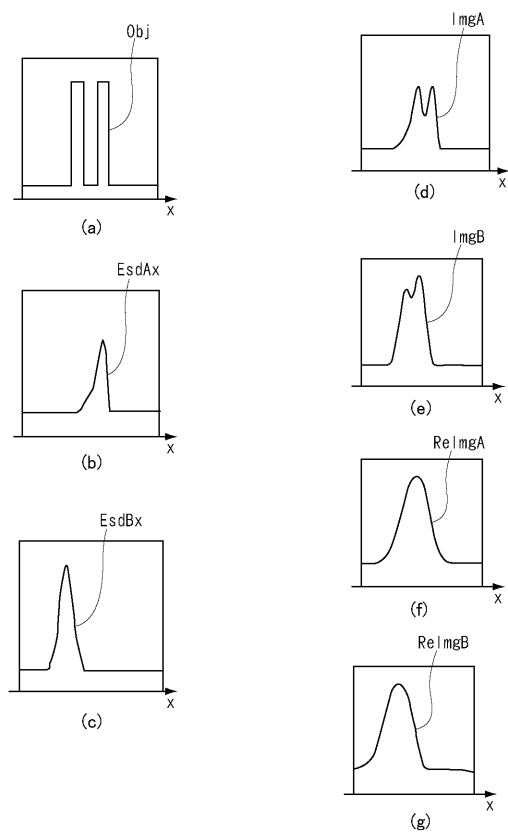 Obj
X
(a)
EsdAx
X
(b)
EsdBx
X
(c)
ImgA
X
(d)
ImgB
X
(e)
ReImgA
X
(f)
ReImgB
X
(g)